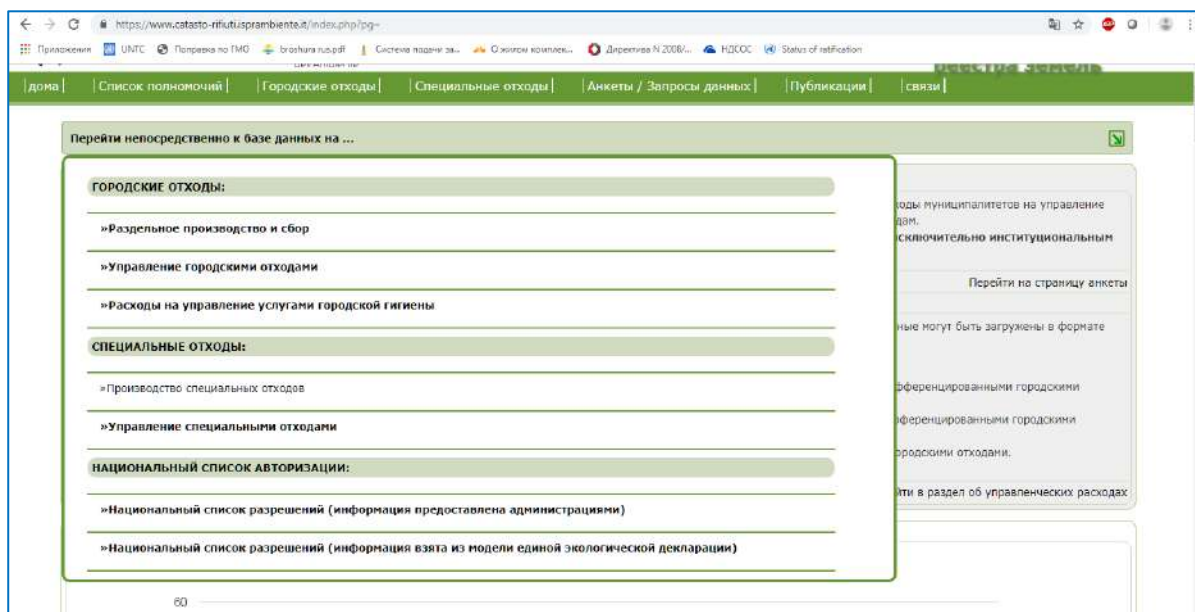 https://www.catasto-rifiuti.isprambiente.it/index.php?pg=
Приложения UNTC Поправка по ГМО broshura rus.pdf Система подачи за... О жилом комплек... Директива N 2008/... НДСОС Status of ratification
дома| |Список полномочий| |Городские отходы| |Специальные отходы| |Анкеты / Запросы данных| |Публикации| |связи|
Перейти непосредственно к базе данных на ...
ГОРОДСКИЕ ОТХОДЫ:
»Раздельное производство и сбор
»Управление городскими отходами
»Расходы на управление услугами городской гигиены
СПЕЦИАЛЬНЫЕ ОТХОДЫ:
»Производство специальных отходов
»Управление специальными отходами
НАЦИОНАЛЬНЫЙ СПИСОК АВТОРИЗАЦИИ:
»Национальный список разрешений (информация предоставлена администрациями)
»Национальный список разрешений (информация взята из модели единой экологической декларации)
ходы муниципалитетов на управление
дам.
исключительно институциональным
Перейти на страницу анкеты
ные могут быть загружены в формате
фференцированными городскими
ференцированными городскими
ородскими отходами.
йти в раздел об управленческих расходах
60